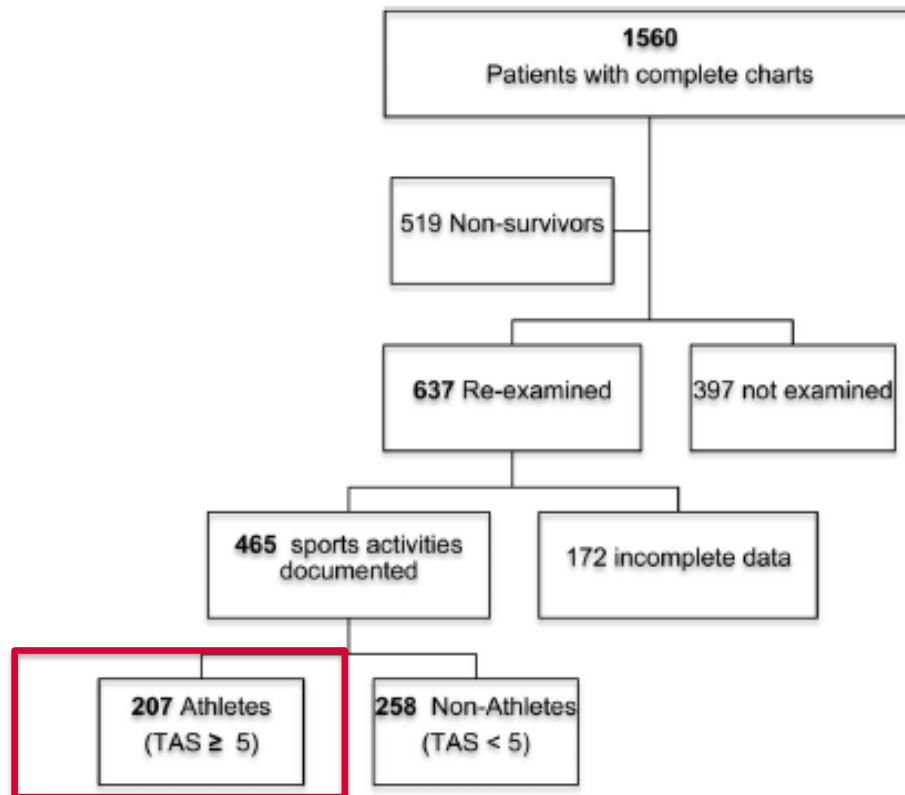 1560
Patients with complete charts
519 Non-survivors
637 Re-examined
397 not examined
465 sports activities
documented
172 incomplete data
207 Athletes
(TAS ≥ 5)
258 Non-Athletes
(TAS < 5)